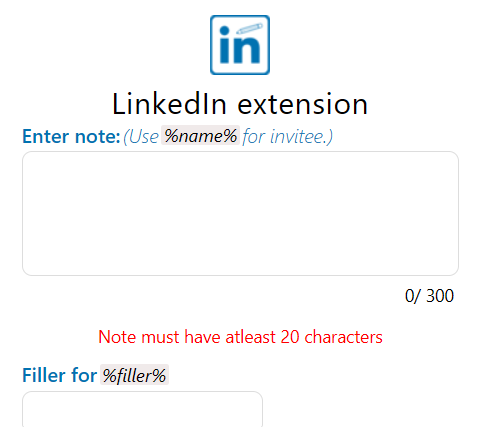 in
LinkedIn extension
Enter note: (Use %name% for invitee.)
0/ 300
Note must have atleast 20 characters
Filler for %filler%